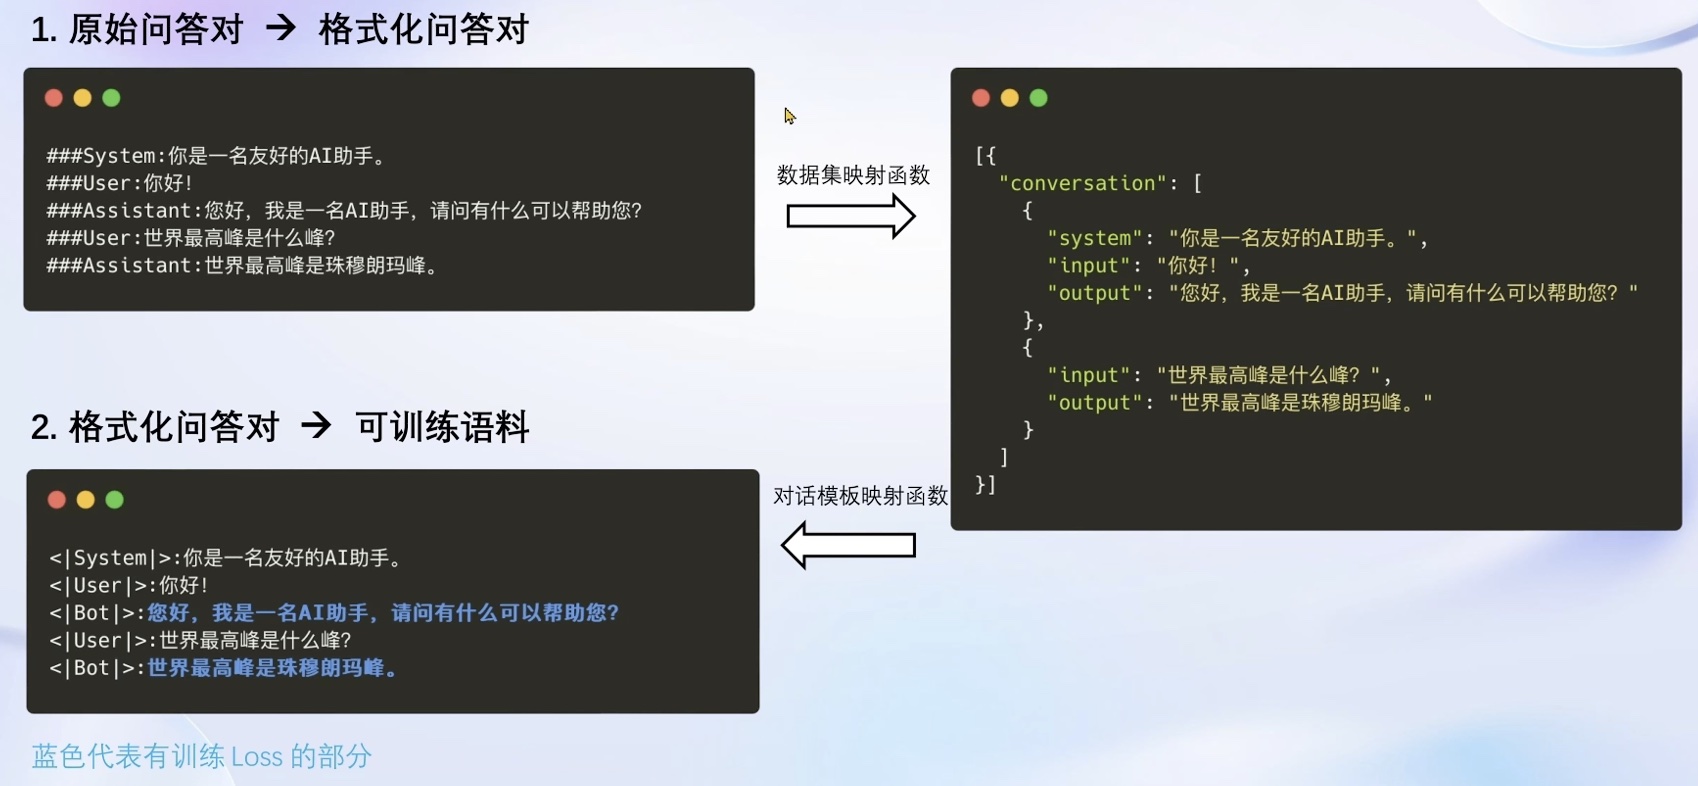 1. 原始问答对 → 格式化问答对
###System:你是一名友好的AI助手。
###User:你好！
###Assistant:您好，我是一名AI助手，请问有什么可以帮助您？
###User:世界最高峰是什么峰？
###Assistant:世界最高峰是珠穆朗玛峰。
数据集映射函数
[{
"conversation": [
{
"system": "你是一名友好的AI助手。",
"input": "你好！",
"output": "您好，我是一名AI助手，请问有什么可以帮助您？"
},
{
"input": "世界最高峰是什么峰？",
"output": "世界最高峰是珠穆朗玛峰。"
}
]
}]
对话模板映射函数
2. 格式化问答对 → 可训练语料
<|System|>:你是一名友好的AI助手。
<|User|>:你好！
<|Bot|>:您好，我是一名AI助手，请问有什么可以帮助您？
<|User|>:世界最高峰是什么峰？
<|Bot|>:世界最高峰是珠穆朗玛峰。
蓝色代表有训练 Loss 的部分